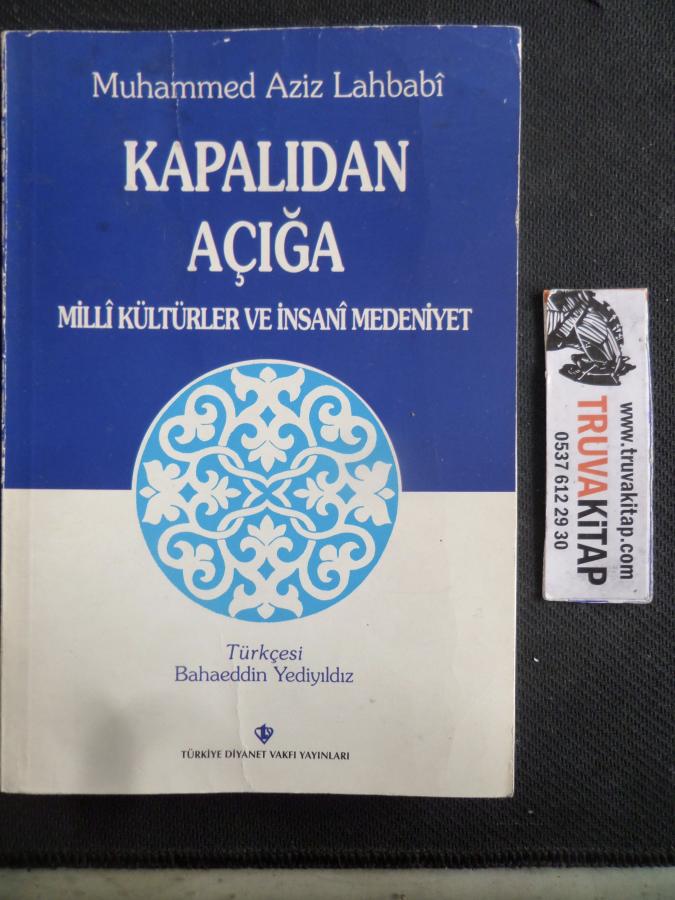 Muhammed Aziz Lahbabî
KAPALIDAN
AÇIĞA
MİLLÎ KÜLTÜRLER VE İNSANÎ MEDENİYET
Türkçesi
Bahaeddin Yediyıldız
TÜRKİYE DİYANET VAKFI YAYINLARI
www.truvakitap.com
TRUVAKİTAP
0537 612 29 30